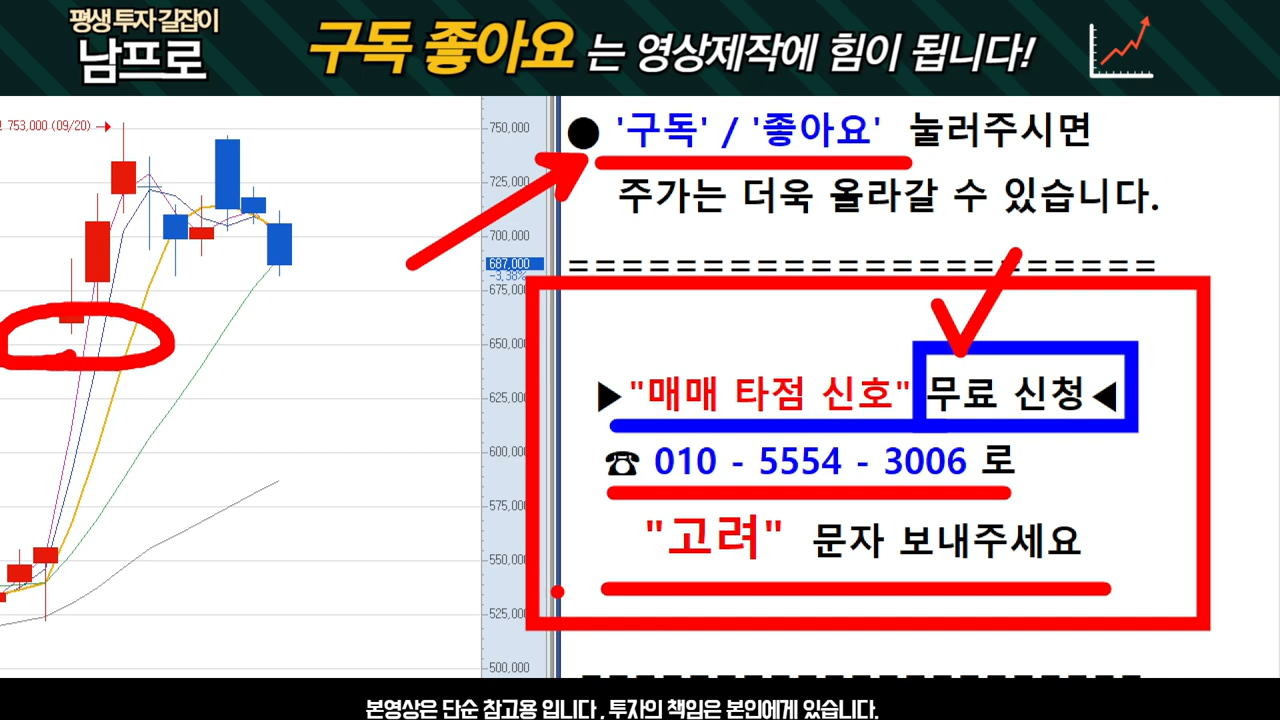 평생 투자 길잡이
남프로
구독 좋아요 는 영상제작에 힘이 됩니다!
753,000 (09/20)
750,000
725,000
700,000
687,000
-3.38%
675,000
650,000
625,000
600,000
575,000
550,000
525,000
500,000
● '구독' / '좋아요' 눌러주시면
주가는 더욱 올라갈 수 있습니다.
======================
▶"매매 타점 신호" 무료 신청◀
☎ 010 - 5554 - 3006 로
"고려" 문자 보내주세요
본영상은 단순 참고용 입니다, 투자의 책임은 본인에게 있습니다.